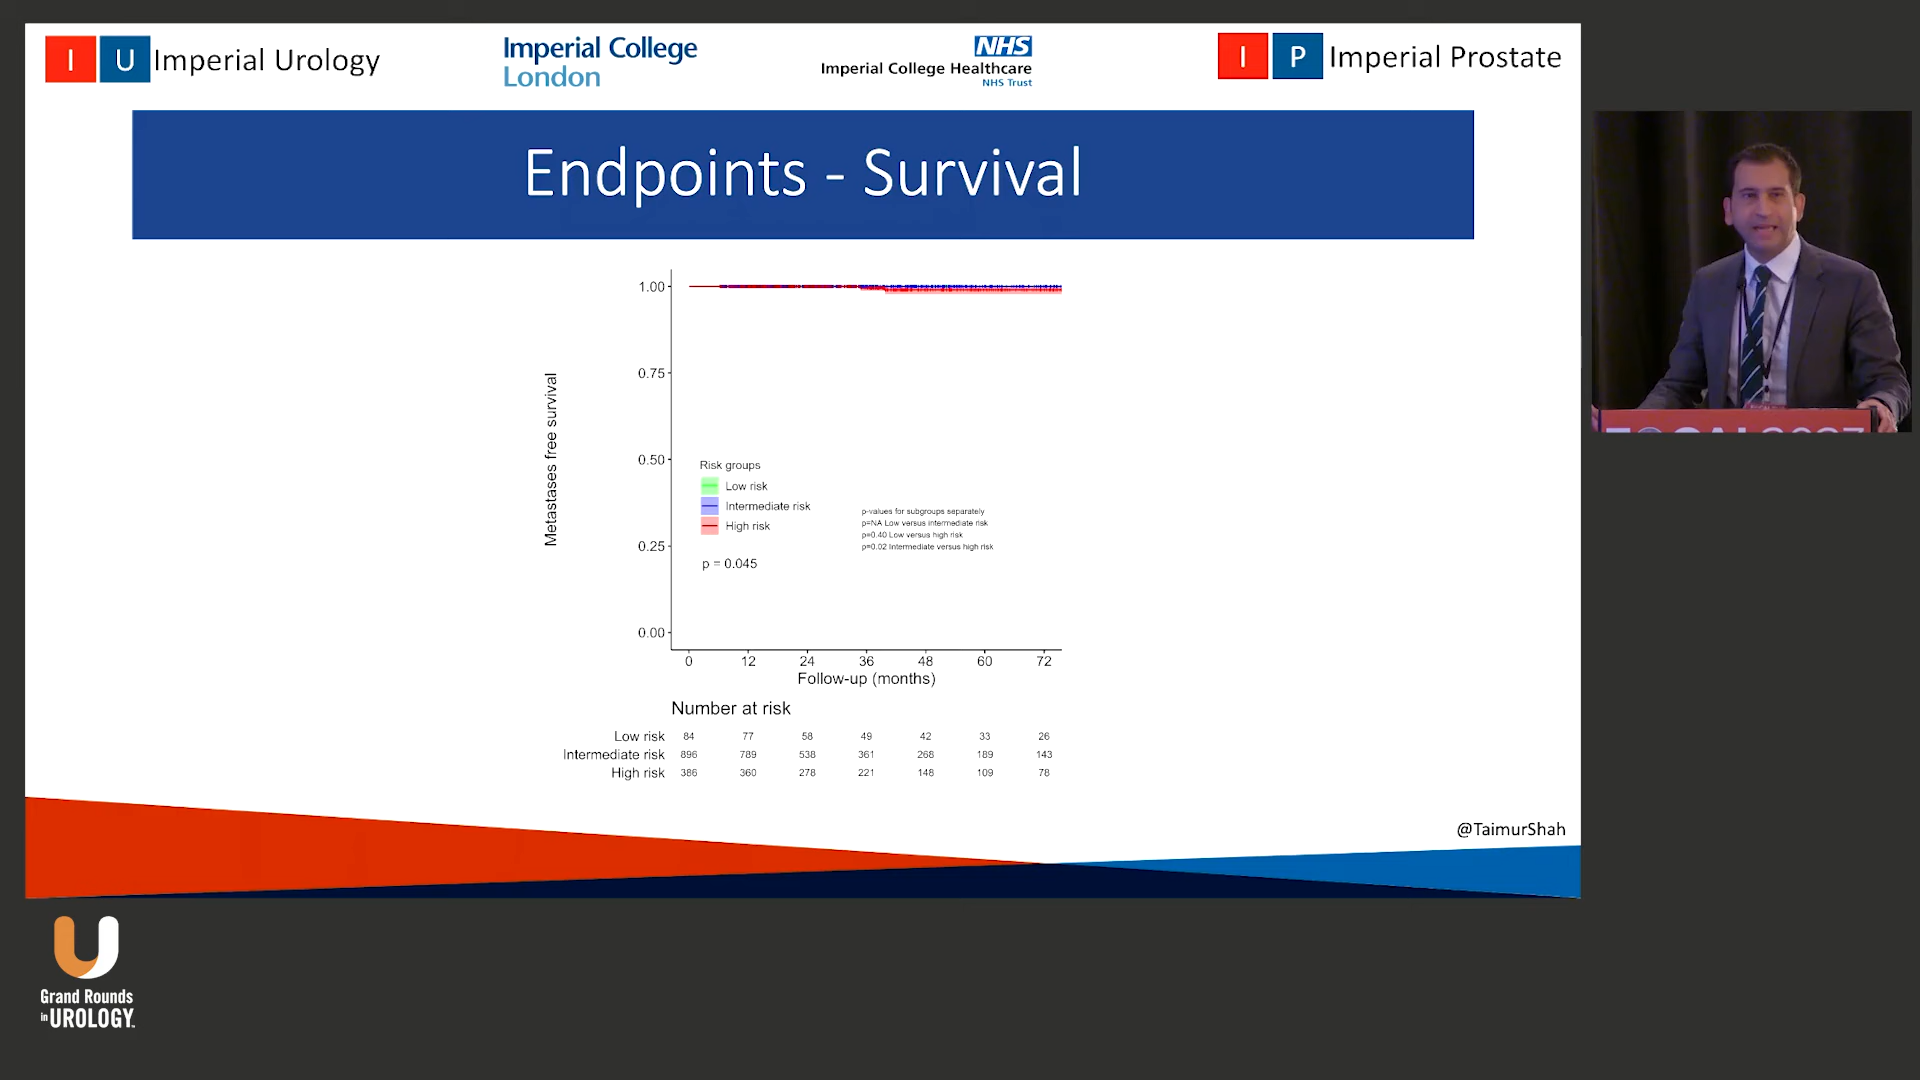 I U Imperial Urology
Imperial College
London
NHS
Imperial College Healthcare
NHS Trust
I P Imperial Prostate
Endpoints - Survival
Metastases free survival
1.00
0.75
0.50
0.25
0.00
Risk groups
Low risk
Intermediate risk
High risk
p = 0.045
p-values for subgroups separately
p=NA Low versus intermediate risk
p=0.40 Low versus high risk
p=0.02 Intermediate versus high risk
0 12 24 36 48 60 72
Follow-up (months)
Number at risk
Low risk 84 77 58 49 42 33 26
Intermediate risk 896 789 538 361 268 189 143
High risk 386 360 278 221 148 109 78
@TaimurShah
Grand Rounds
in UROLOGY